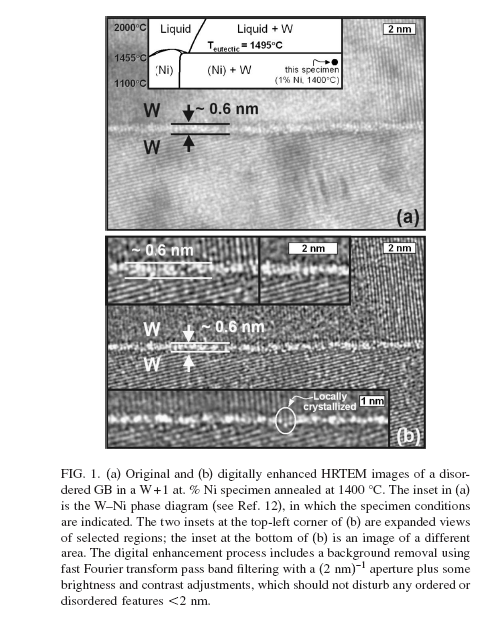 2000°C
Liquid
Liquid + W
2 nm
Teutectic = 1495°C
1455°C
(Ni)
(Ni) + W
this specimen
(1% Ni, 1400°C)
1100°C
W
~ 0.6 nm
W
(a)
~ 0.6 nm
2 nm
2 nm
W
~ 0.6 nm
W
Locally
crystallized
1 nm
(b)
FIG. 1. (a) Original and (b) digitally enhanced HRTEM images of a disor-
dered GB in a W+1 at. % Ni specimen annealed at 1400 °C. The inset in (a)
is the W–Ni phase diagram (see Ref. 12), in which the specimen conditions
are indicated. The two insets at the top-left corner of (b) are expanded views
of selected regions; the inset at the bottom of (b) is an image of a different
area. The digital enhancement process includes a background removal using
fast Fourier transform pass band filtering with a (2 nm)⁻¹ aperture plus some
brightness and contrast adjustments, which should not disturb any ordered or
disordered features <2 nm.